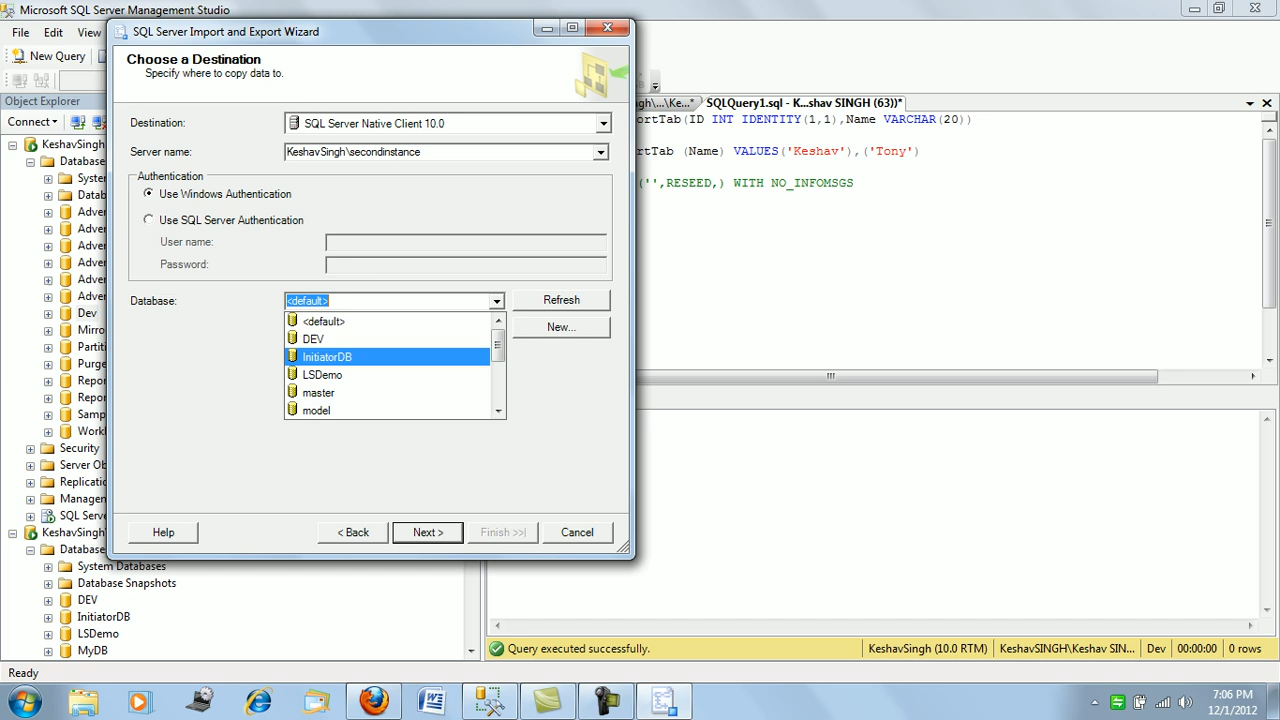 Microsoft SQL Server Management Studio
File Edit View
New Query
Object Explorer
Connect
KeshavSingh
Databas
Syste
Datab
Adver
Adver
Adver
Adver
Adver
Adver
Dev
Mirro
Partiti
Purge
Repor
Repor
Samp
Workl
Security
Server Ob
Replicatio
Managem
SQL Serve
KeshavSingh\
Databas
System Databases
Database Snapshots
DEV
InitiatorDB
LSDemo
MyDB
SQL Server Import and Export Wizard
Choose a Destination
Specify where to copy data to.
Destination: SQL Server Native Client 10.0
Server name: KeshavSingh\secondinstance
Authentication
Use Windows Authentication
Use SQL Server Authentication
User name:
Password:
Database: <default> Refresh
<default> New...
DEV
InitiatorDB
LSDemo
master
model
Help < Back Next > Finish >>| Cancel
gh\...\Ke...* SQLQuery1.sql - K...shav SINGH (63))*
ortTab(ID INT IDENTITY(1,1),Name VARCHAR(20))
rtTab (Name) VALUES('Keshav'),('Tony')
('',RESEED,) WITH NO_INFOMSGS
Query executed successfully. KeshavSingh (10.0 RTM) KeshavSINGH\Keshav SIN... Dev 00:00:00 0 rows
Ready
7:06 PM
12/1/2012